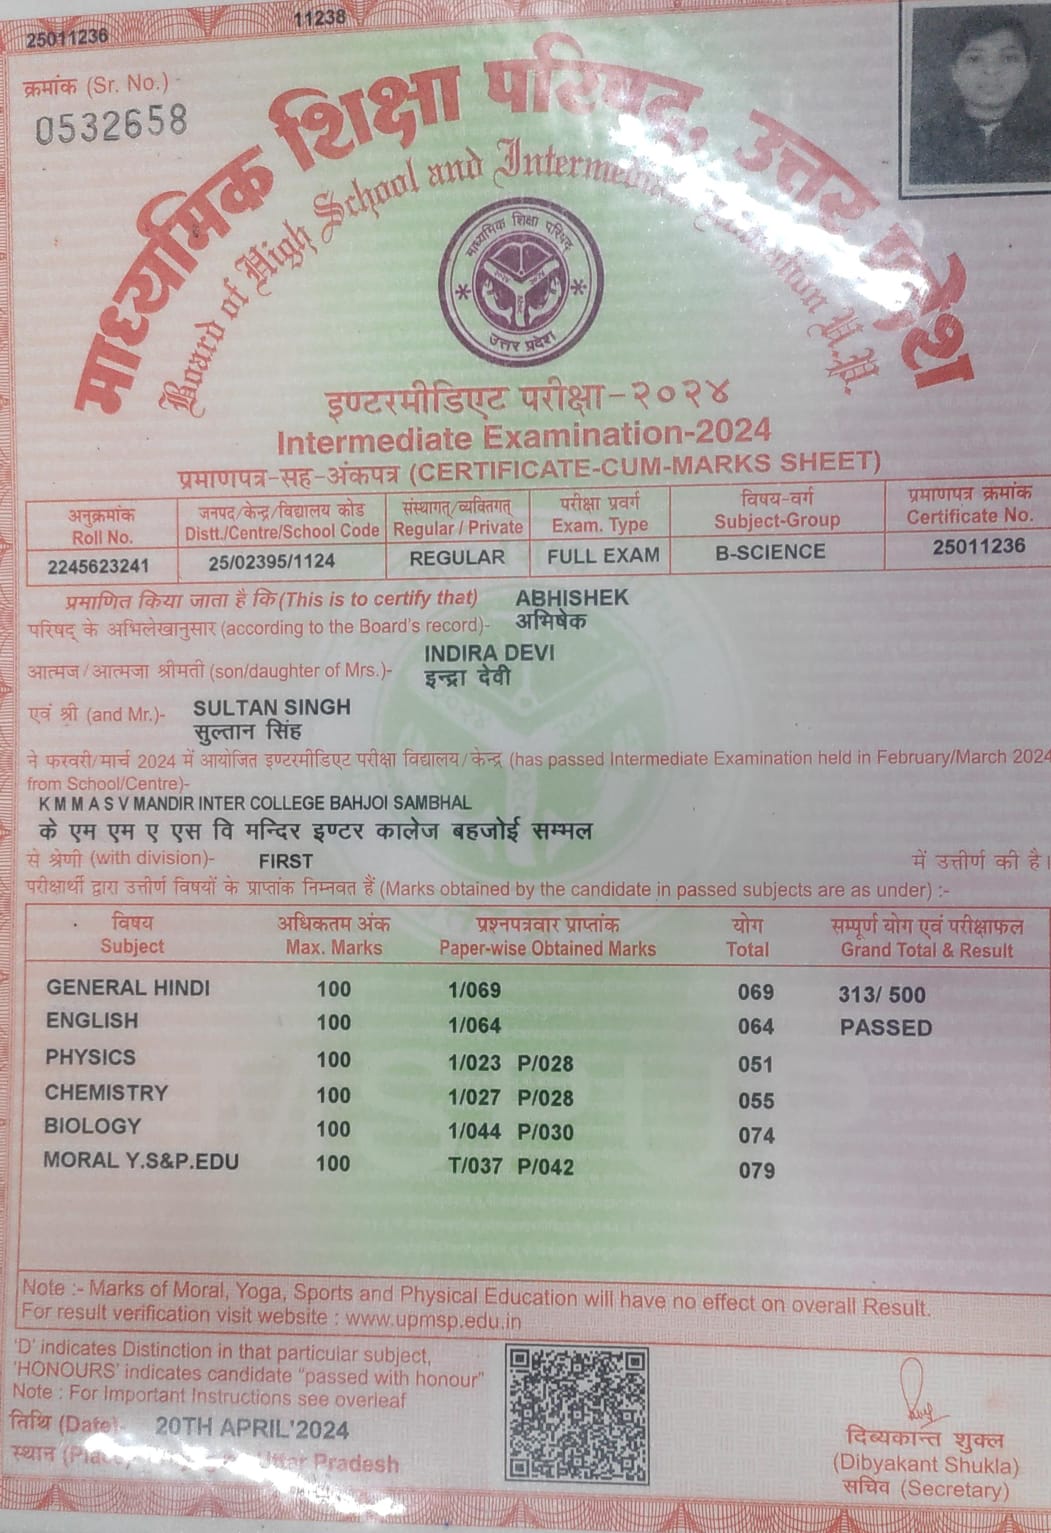 25011236 11238
क्रमांक (Sr. No.)
0532658
माध्यमिक शिक्षा परिषद, उत्तर प्रदेश
Board of High School and Intermediate Education U.P.
माध्यमिक शिक्षा परिषद्
उत्तर प्रदेश
इण्टरमीडिएट परीक्षा-२०२४
Intermediate Examination-2024
प्रमाणपत्र-सह-अंकपत्र (CERTIFICATE-CUM-MARKS SHEET)
अनुक्रमांक जनपद/केन्द्र/विद्यालय कोड संस्थागत्/व्यक्तिगत् परीक्षा प्रवर्ग विषय-वर्ग प्रमाणपत्र क्रमांक
Roll No. Distt./Centre/School Code Regular / Private Exam. Type Subject-Group Certificate No.
2245623241 25/02395/1124 REGULAR FULL EXAM B-SCIENCE 25011236
प्रमाणित किया जाता है कि (This is to certify that) ABHISHEK
परिषद् के अभिलेखानुसार (according to the Board's record)- अभिषेक
INDIRA DEVI
आत्मज/आत्मजा श्रीमती (son/daughter of Mrs.)- इन्द्रा देवी
एवं श्री (and Mr.)- SULTAN SINGH
सुल्तान सिंह
ने फरवरी/मार्च 2024 में आयोजित इण्टरमीडिएट परीक्षा विद्यालय/केन्द्र (has passed Intermediate Examination held in February/March 2024
from School/Centre)-
K M M A S V MANDIR INTER COLLEGE BAHJOI SAMBHAL
के एम एम ए एस वि मन्दिर इण्टर कालेज बहजोई सम्भल
से श्रेणी (with division)- FIRST में उत्तीर्ण की है।
परीक्षार्थी द्वारा उत्तीर्ण विषयों के प्राप्तांक निम्नवत हैं (Marks obtained by the candidate in passed subjects are as under) :-
विषय अधिकतम अंक प्रश्नपत्रवार प्राप्तांक योग सम्पूर्ण योग एवं परीक्षाफल
Subject Max. Marks Paper-wise Obtained Marks Total Grand Total & Result
GENERAL HINDI 100 1/069 069 313/ 500
ENGLISH 100 1/064 064 PASSED
PHYSICS 100 1/023 P/028 051
CHEMISTRY 100 1/027 P/028 055
BIOLOGY 100 1/044 P/030 074
MORAL Y.S&P.EDU 100 T/037 P/042 079
Note :- Marks of Moral, Yoga, Sports and Physical Education will have no effect on overall Result.
For result verification visit website : www.upmsp.edu.in
'D' indicates Distinction in that particular subject,
'HONOURS' indicates candidate "passed with honour"
Note : For Important Instructions see overleaf
तिथि (Date)- 20TH APRIL'2024
स्थान (Place) Uttar Pradesh
दिब्यकान्त शुक्ल
(Dibyakant Shukla)
सचिव (Secretary)